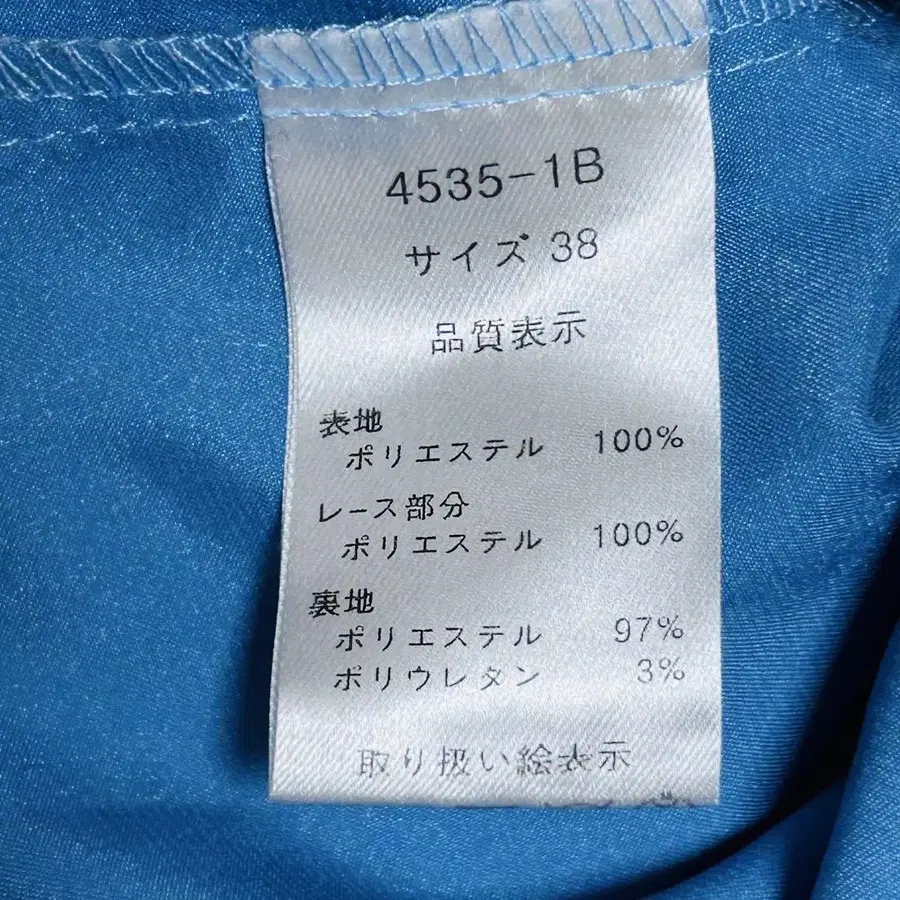 4535-1B
サイズ 38
品質表示
表地
ポリエステル 100%
レース部分
ポリエステル 100%
裏地
ポリエステル 97%
ポリウレタン 3%
取り扱い絵表示